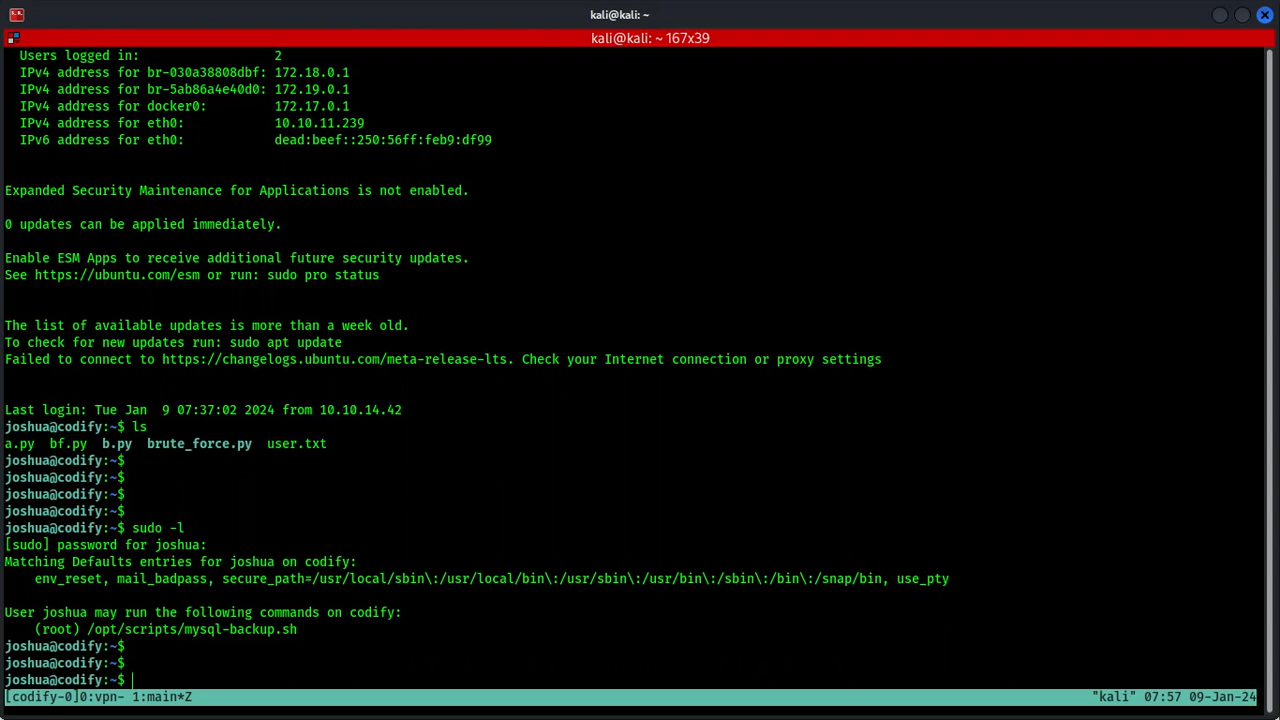 kali@kali: ~
kali@kali: ~ 167x39
Users logged in: 2
IPv4 address for br-030a38808dbf: 172.18.0.1
IPv4 address for br-5ab86a4e40d0: 172.19.0.1
IPv4 address for docker0: 172.17.0.1
IPv4 address for eth0: 10.10.11.239
IPv6 address for eth0: dead:beef::250:56ff:feb9:df99
Expanded Security Maintenance for Applications is not enabled.
0 updates can be applied immediately.
Enable ESM Apps to receive additional future security updates.
See https://ubuntu.com/esm or run: sudo pro status
The list of available updates is more than a week old.
To check for new updates run: sudo apt update
Failed to connect to https://changelogs.ubuntu.com/meta-release-lts. Check your Internet connection or proxy settings
Last login: Tue Jan  9 07:37:02 2024 from 10.10.14.42
joshua@codify:~$ ls
a.py  bf.py  b.py  brute_force.py  user.txt
joshua@codify:~$
joshua@codify:~$
joshua@codify:~$
joshua@codify:~$
joshua@codify:~$ sudo -l
[sudo] password for joshua:
Matching Defaults entries for joshua on codify:
env_reset, mail_badpass, secure_path=/usr/local/sbin\:/usr/local/bin\:/usr/sbin\:/usr/bin\:/sbin\:/bin\:/snap/bin, use_pty
User joshua may run the following commands on codify:
(root) /opt/scripts/mysql-backup.sh
joshua@codify:~$
joshua@codify:~$
joshua@codify:~$
[codify-0]0:vpn- 1:main*Z "kali" 07:57 09-Jan-24